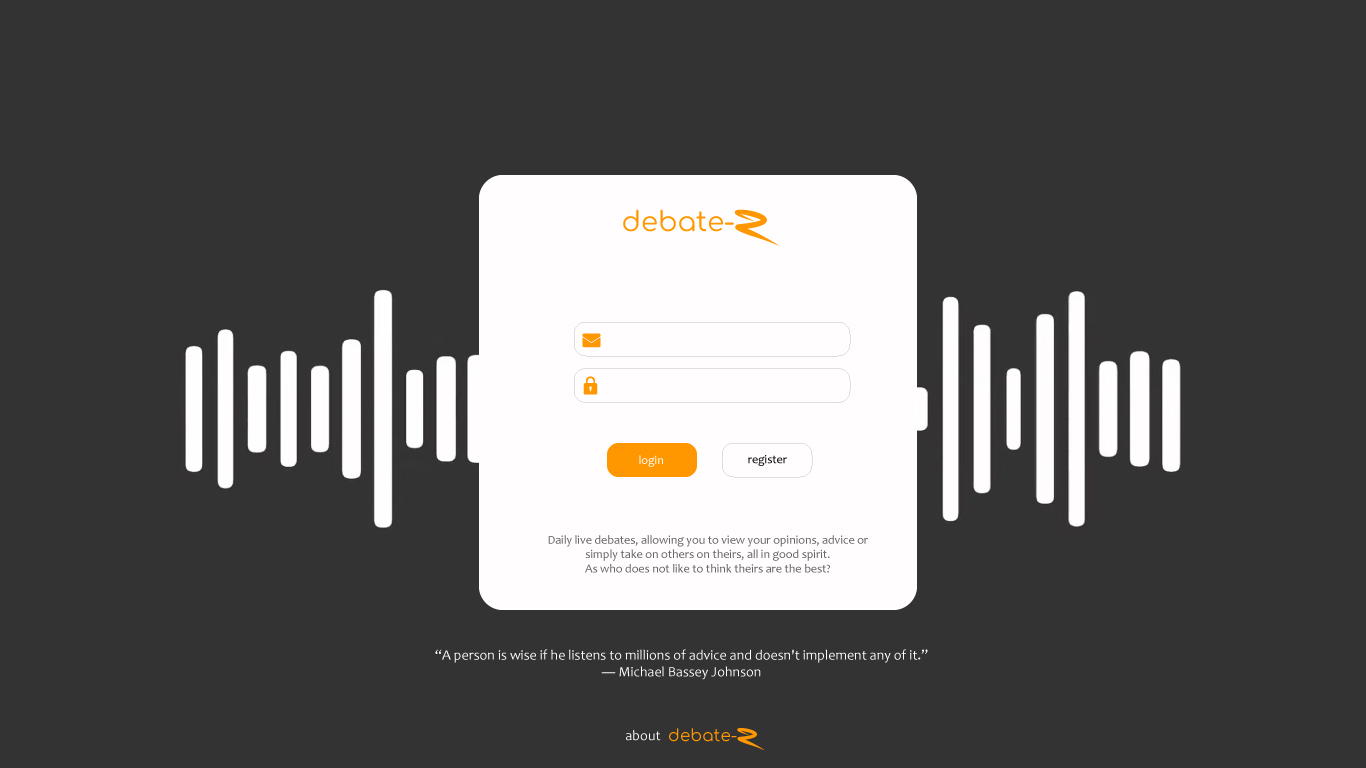 debate-R
login
register
Daily live debates, allowing you to view your opinions, advice or
simply take on others on theirs, all in good spirit.
As who does not like to think theirs are the best?
“A person is wise if he listens to millions of advice and doesn't implement any of it.”
— Michael Bassey Johnson
about debate-R